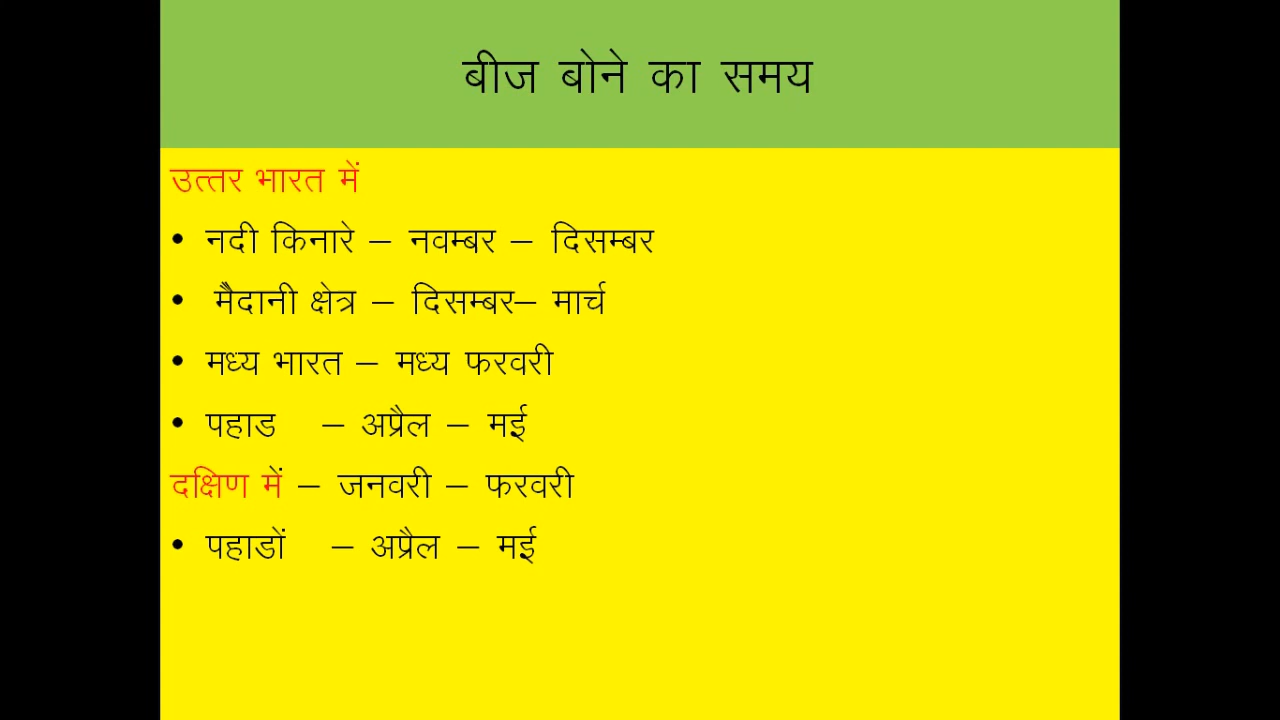 बीज बोने का समय
उत्तर भारत में
• नदी किनारे – नवम्बर – दिसम्बर
• मैदानी क्षेत्र – दिसम्बर– मार्च
• मध्य भारत – मध्य फरवरी
• पहाड – अप्रैल – मई
दक्षिण में – जनवरी – फरवरी
• पहाडों – अप्रैल – मई